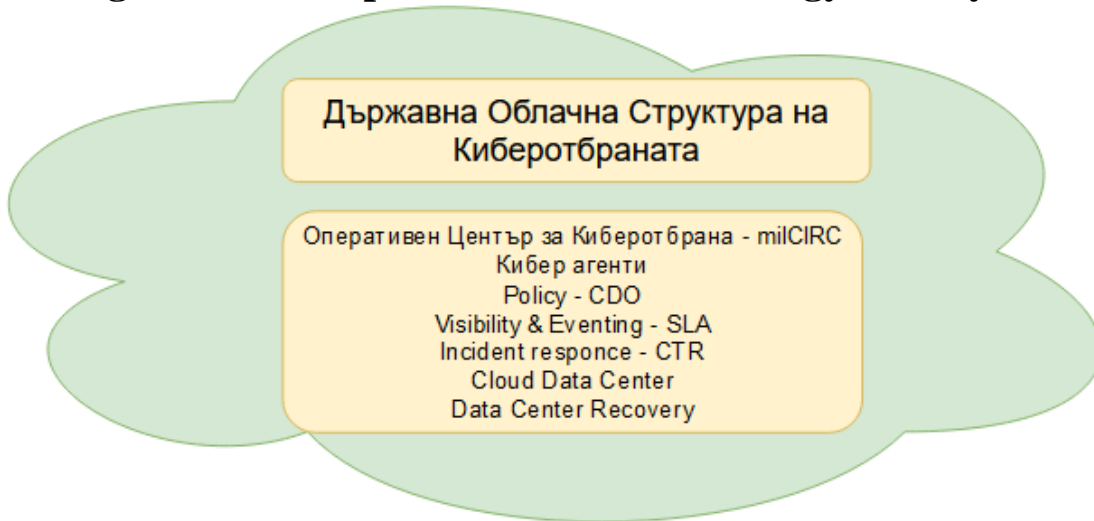 Държавна Облачна Структура на
Киберотбраната
Оперативен Център за Киберотбрана - milCIRC
Кибер агенти
Policy - CDO
Visibility & Eventing - SLA
Incident responce - CTR
Cloud Data Center
Data Center Recovery